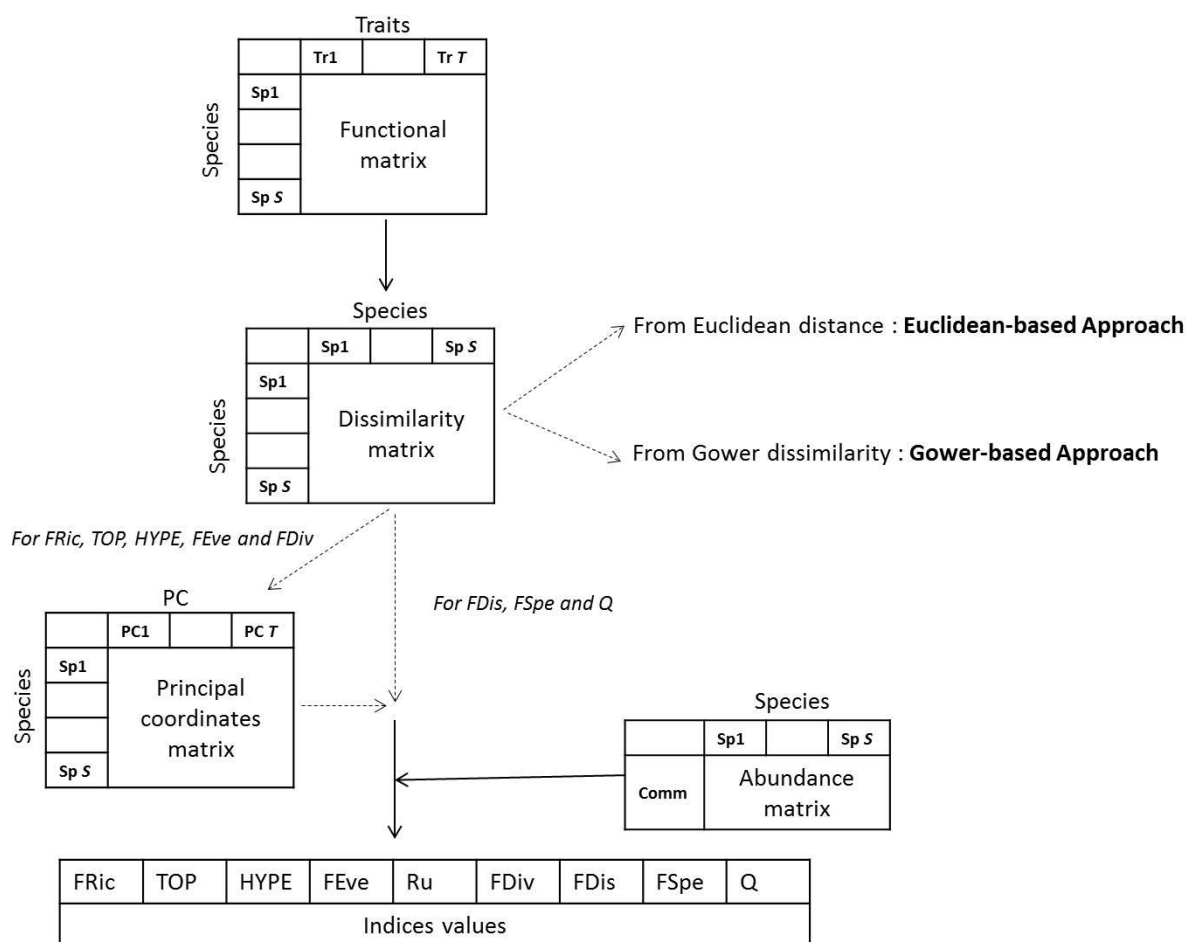 Traits
Tr1 Tr T
Species
Sp1
Functional
matrix
Sp S
Species
Sp1 Sp S
Species
Sp1
Dissimilarity
matrix
Sp S
From Euclidean distance : Euclidean-based Approach
From Gower dissimilarity : Gower-based Approach
For FRic, TOP, HYPE, FEve and FDiv
For FDis, FSpe and Q
PC
PC1 PC T
Species
Sp1
Principal
coordinates
matrix
Sp S
Species
Sp1 Sp S
Comm
Abundance
matrix
FRic TOP HYPE FEve Ru FDiv FDis FSpe Q
Indices values